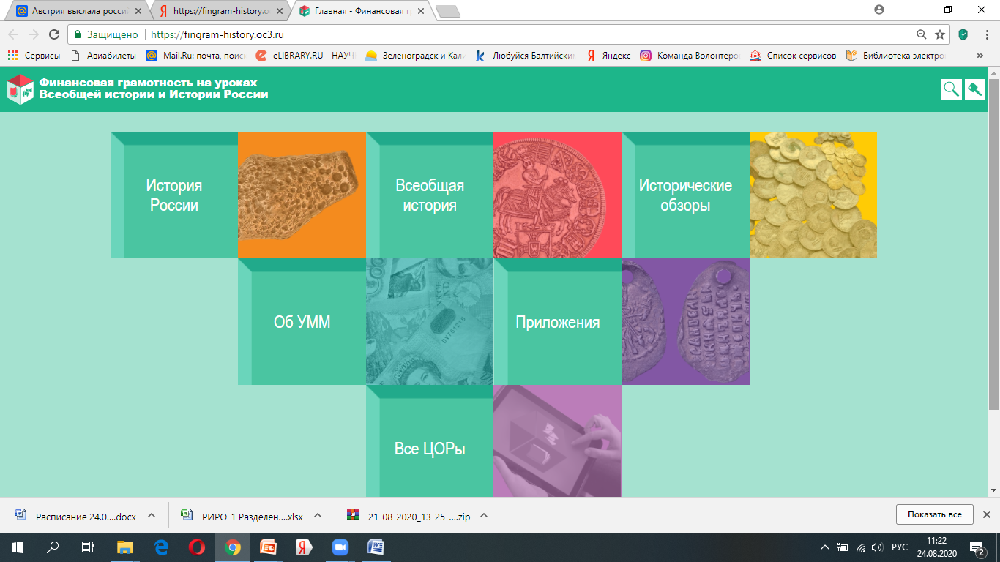 Австрия выслала росси
https://fingram-history.oc
Главная - Финансовая г
Защищено
https://fingram-history.oc3.ru
Сервисы
Авиабилеты
Mail.Ru: почта, поис
eLIBRARY.RU - НАУЧ
Зеленоградск и Кали
Любуйся Балтийски
Яндекс
Команда Волонтёро
Список сервисов
Библиотека электро
»
Финансовая грамотность на уроках
Всеобщей истории и Истории России
История
России
Всеобщая
история
Исторические
обзоры
Об УММ
Приложения
Все ЦОРы
Расписание 24.0....docx
РИРО-1 Разделен....xlsx
21-08-2020_13-25-....zip
Показать все
РУС
11:22
24.08.2020
2